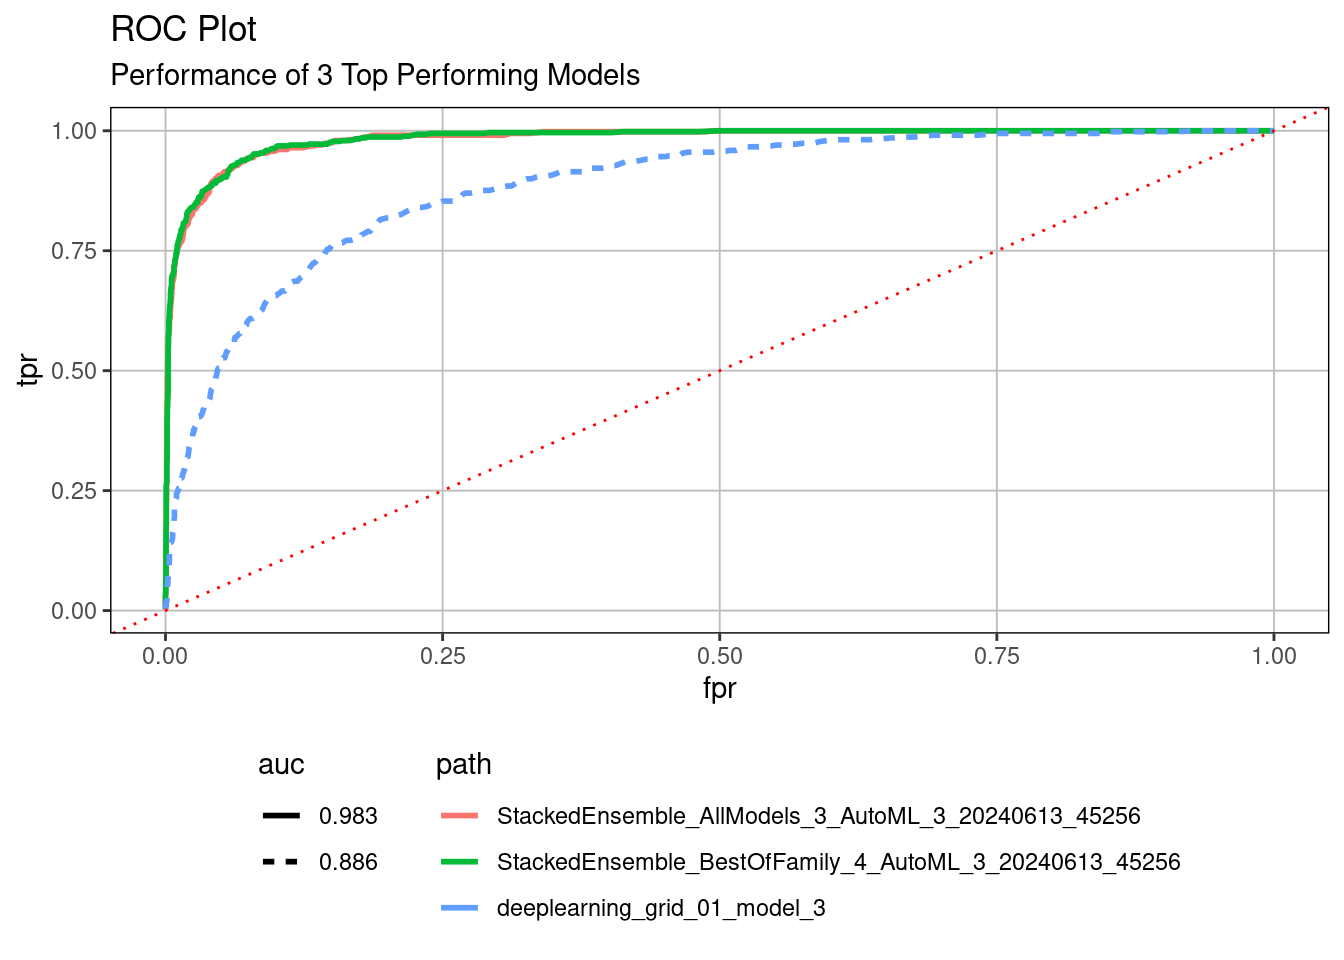 ROC Plot
Performance of 3 Top Performing Models
1.00
0.75
0.50
0.25
0.00
tpr
0.00 0.25 0.50 0.75 1.00
fpr
auc
0.983
0.886
path
StackedEnsemble_AllModels_3_AutoML_3_20240613_45256
StackedEnsemble_BestOfFamily_4_AutoML_3_20240613_45256
deeplearning_grid_01_model_3